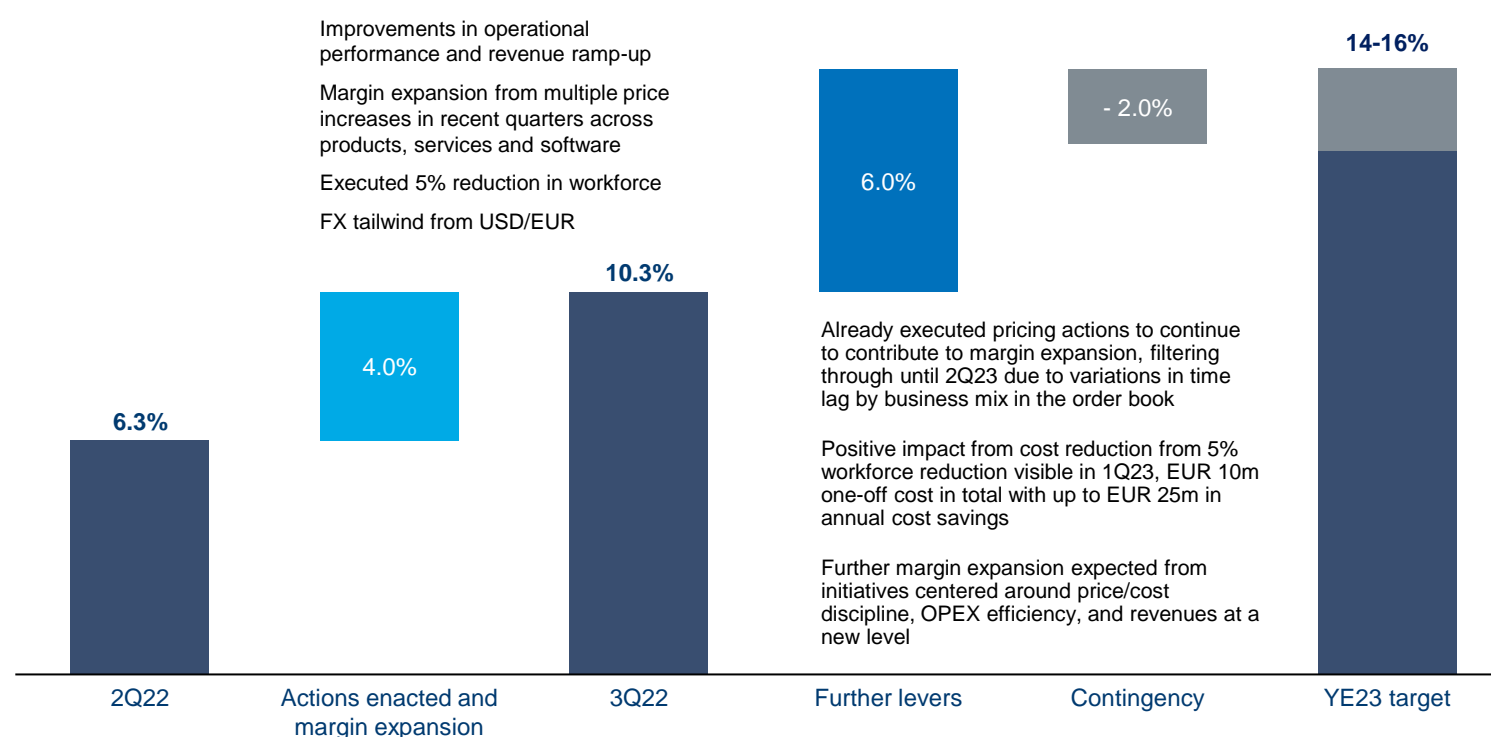 Improvements in operational
performance and revenue ramp-up
Margin expansion from multiple price
increases in recent quarters across
products, services and software
Executed 5% reduction in workforce
FX tailwind from USD/EUR
14-16%
- 2.0%
6.0%
10.3%
4.0%
6.3%
Already executed pricing actions to continue
to contribute to margin expansion, filtering
through until 2Q23 due to variations in time
lag by business mix in the order book
Positive impact from cost reduction from 5%
workforce reduction visible in 1Q23, EUR 10m
one-off cost in total with up to EUR 25m in
annual cost savings
Further margin expansion expected from
initiatives centered around price/cost
discipline, OPEX efficiency, and revenues at a
new level
2Q22
Actions enacted and
margin expansion
3Q22
Further levers
Contingency
YE23 target